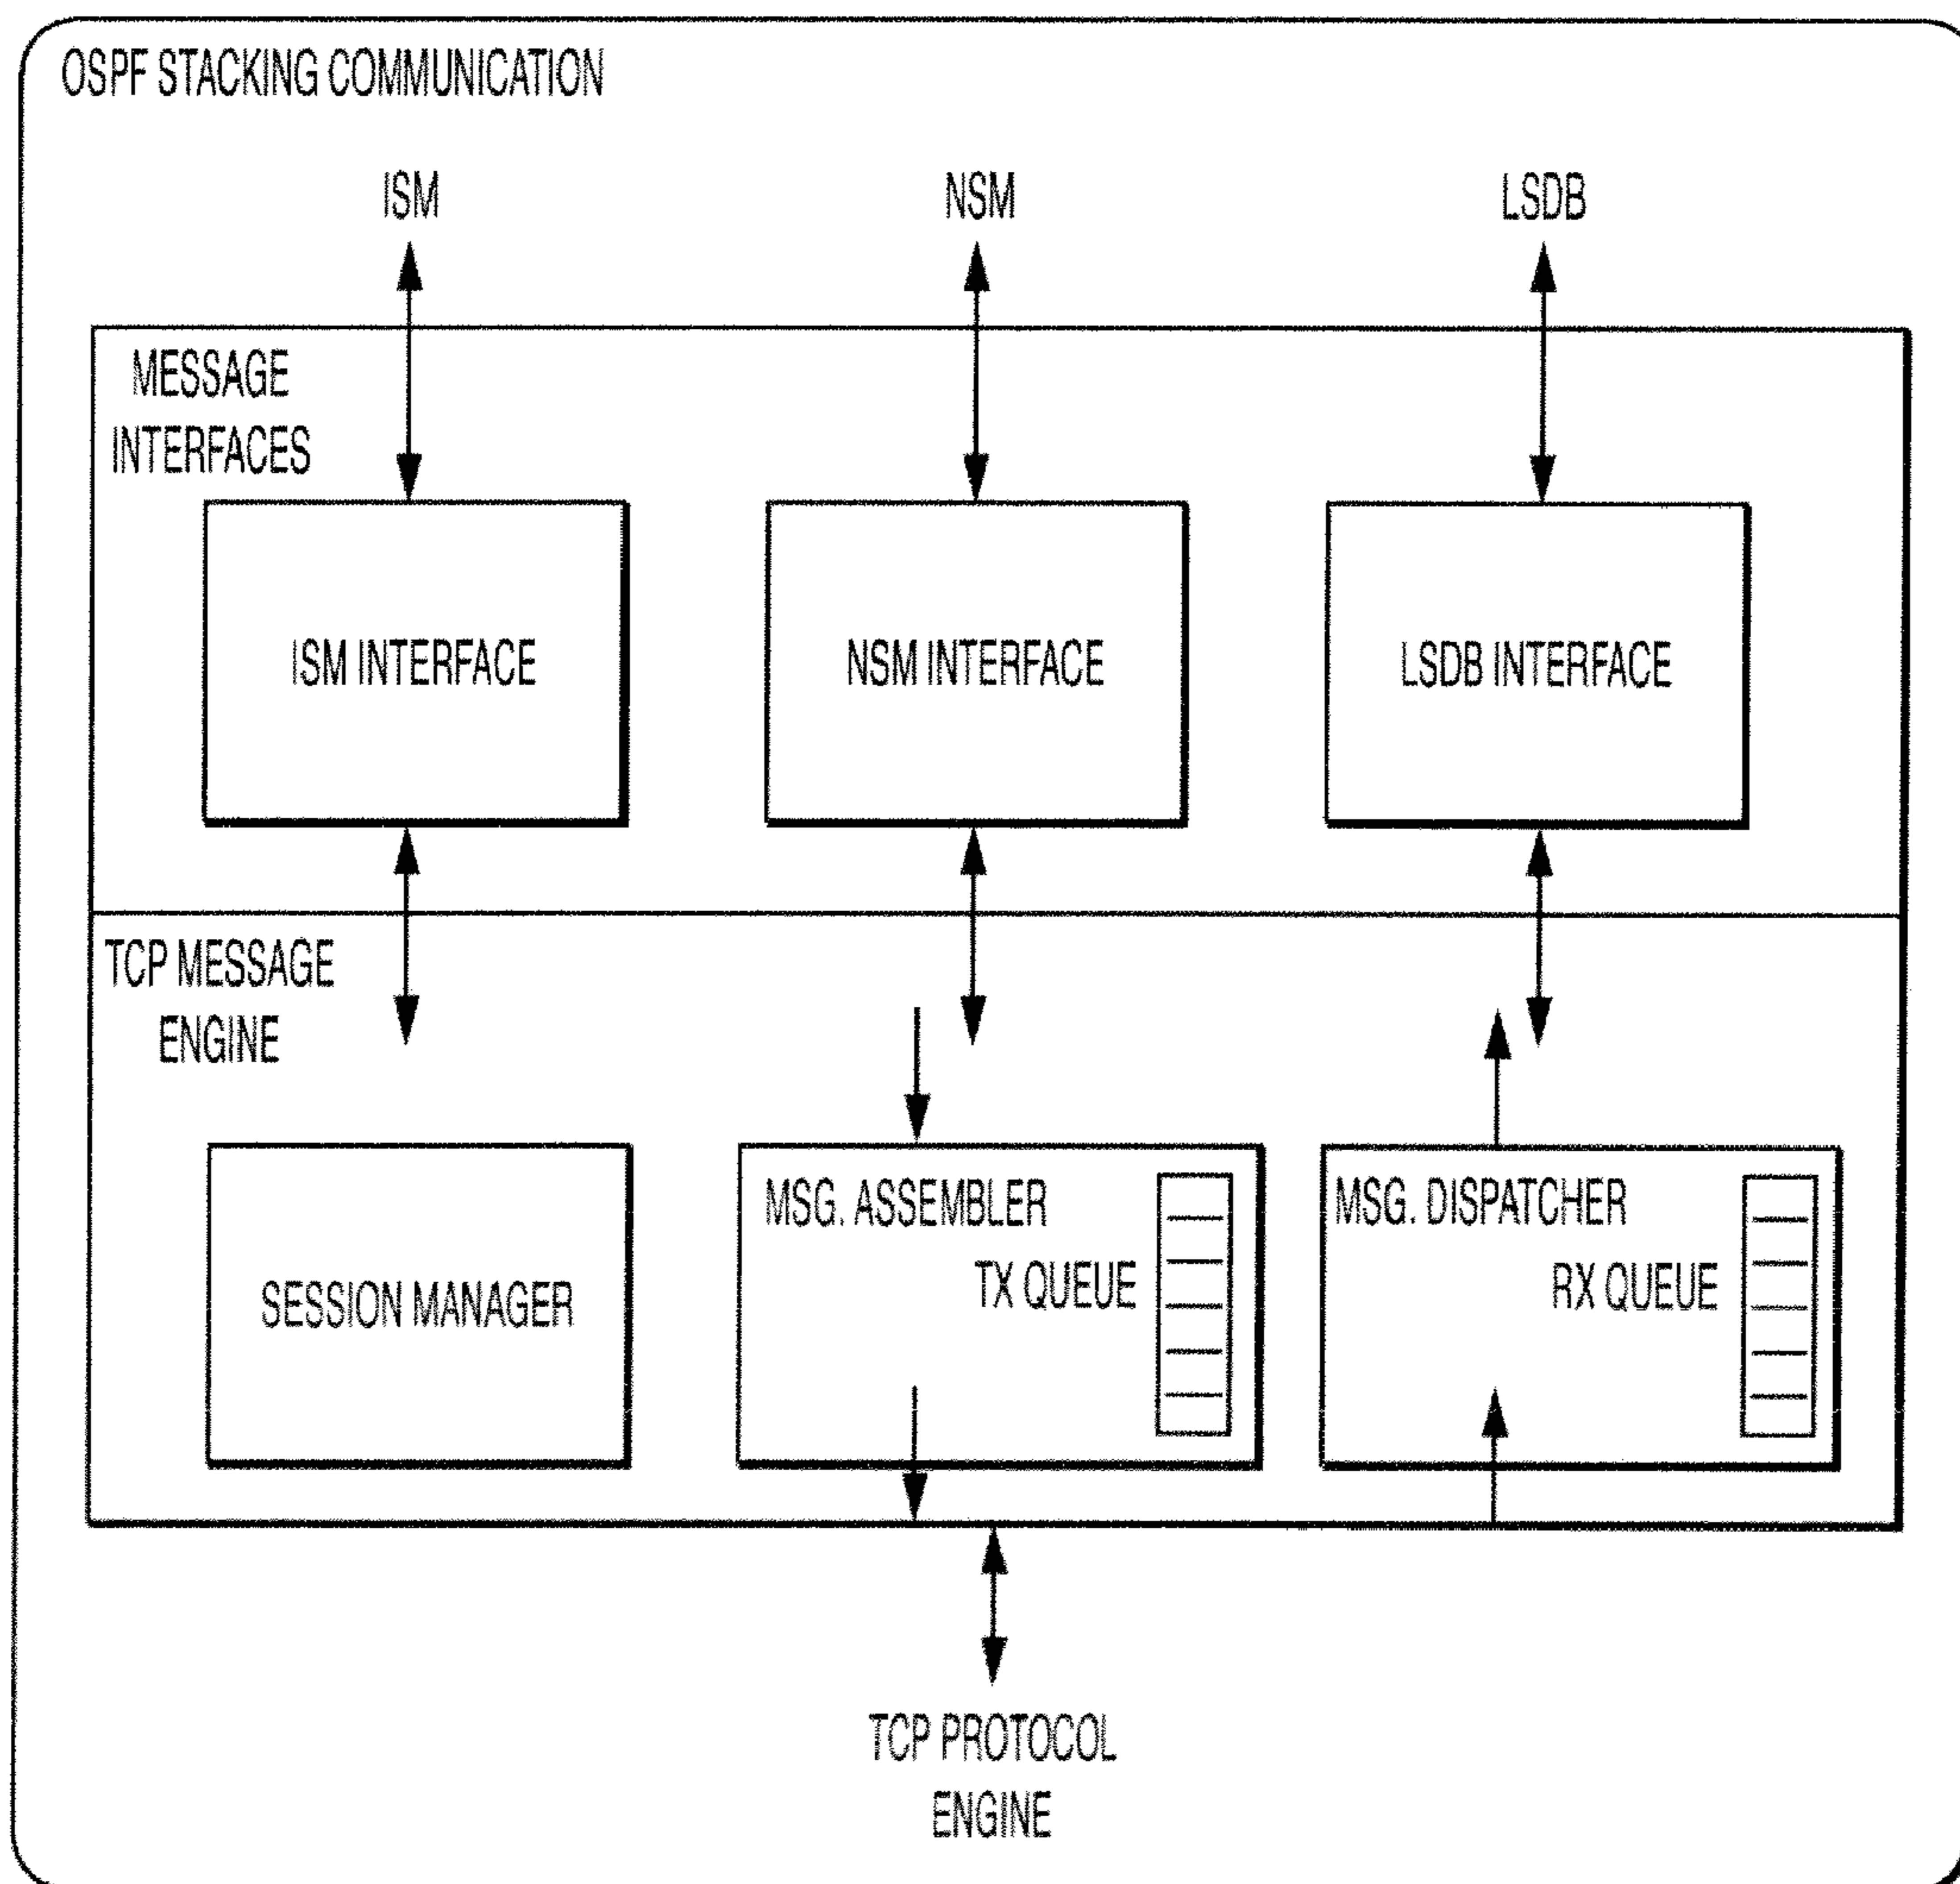 OSPF STACKING COMMUNICATION
ISM
NSM
LSDB
MESSAGE
INTERFACES
ISM INTERFACE
NSM INTERFACE
LSDB INTERFACE
TCP MESSAGE
ENGINE
SESSION MANAGER
MSG. ASSEMBLER
TX QUEUE
MSG. DISPATCHER
RX QUEUE
TCP PROTOCOL
ENGINE